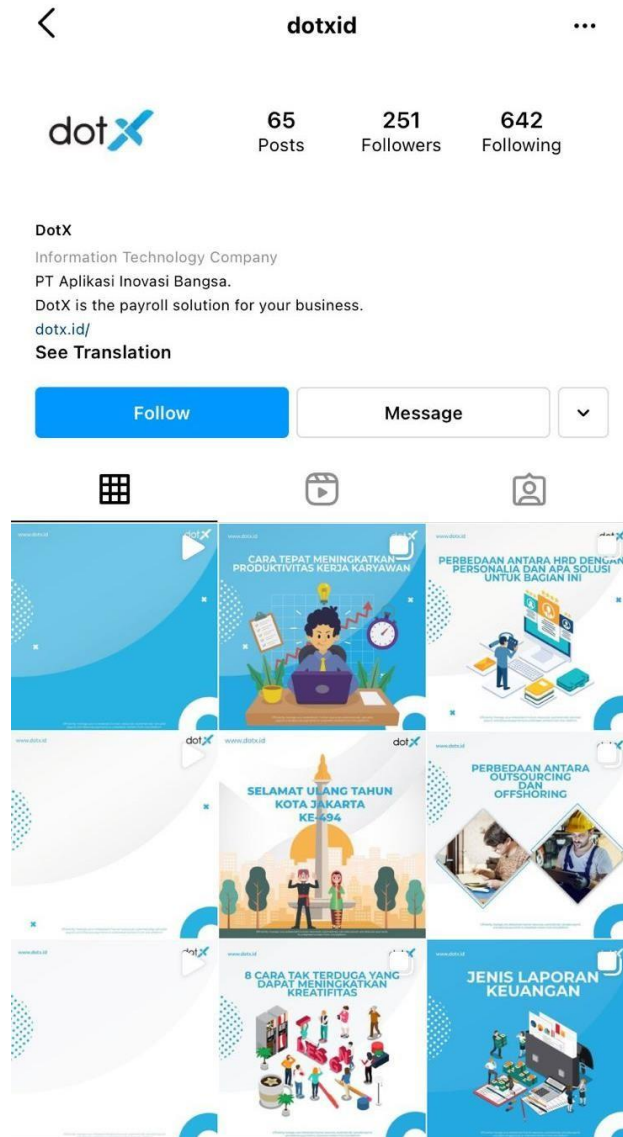 dotxid
dotX
65
Posts
251
Followers
642
Following
DotX
Information Technology Company
PT Aplikasi Inovasi Bangsa.
DotX is the payroll solution for your business.
dotx.id/
See Translation
Follow
Message
www.dotx.id
dotX
www.dotx.id
CARA TEPAT MENINGKATKAN
PRODUKTIVITAS KERJA KARYAWAN
www.dotx.id
PERBEDAAN ANTARA HRD DENGAN
PERSONALIA DAN APA SOLUSI
UNTUK BAGIAN INI
www.dotx.id
dotX
www.dotx.id
dotX
SELAMAT ULANG TAHUN
KOTA JAKARTA
KE-494
www.dotx.id
PERBEDAAN ANTARA
OUTSOURCING
DAN
OFFSHORING
www.dotx.id
dotX
www.dotx.id
8 CARA TAK TERDUGA YANG
DAPAT MENINGKATKAN
KREATIFITAS
www.dotx.id
JENIS LAPORAN
KEUANGAN